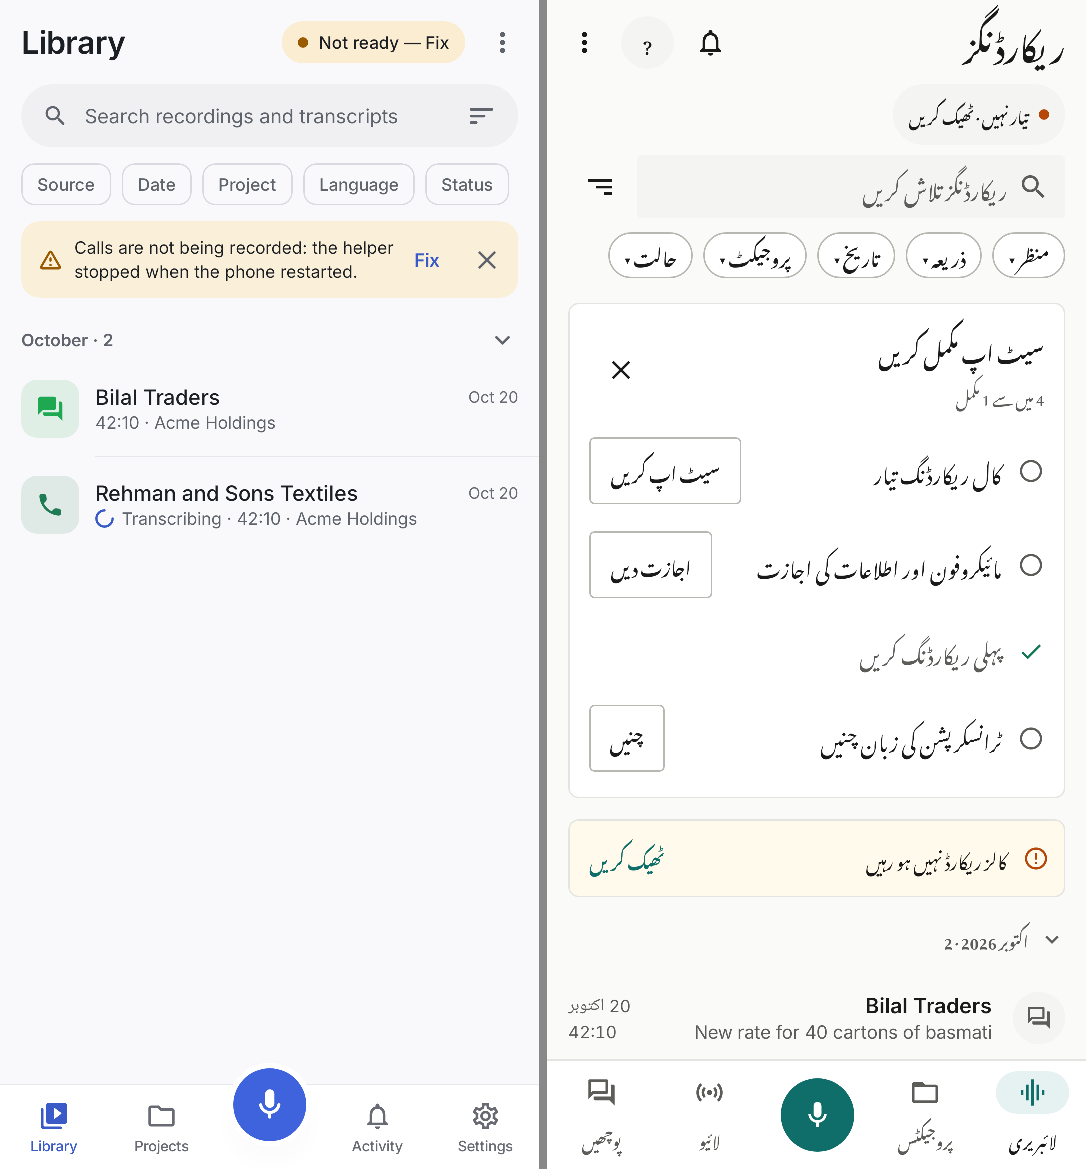 Library
Not ready — Fix
Search recordings and transcripts
Source
Date
Project
Language
Status
Calls are not being recorded: the helper
stopped when the phone restarted.
Fix
October · 2
Bilal Traders
Oct 20
42:10 · Acme Holdings
Rehman and Sons Textiles
Oct 20
Transcribing · 42:10 · Acme Holdings
Library
Projects
Activity
Settings
ریکارڈنگز
?
تیار نہیں · ٹھیک کریں
ریکارڈنگز تلاش کریں
منظر
ذریعہ
تاریخ
پروجیکٹ
حالت
سیٹ اپ مکمل کریں
4 میں سے 1 مکمل
کال ریکارڈنگ تیار
سیٹ اپ کریں
مائیکروفون اور اطلاعات کی اجازت
اجازت دیں
پہلی ریکارڈنگ کریں
ٹرانسکرپشن کی زبان چنیں
چنیں
کالز ریکارڈ نہیں ہو رہیں
ٹھیک کریں
اکتوبر 2026 · 2
Bilal Traders
20 اکتوبر
New rate for 40 cartons of basmati
42:10
لائبریری
پروجیکٹس
لائیو
پوچھیں